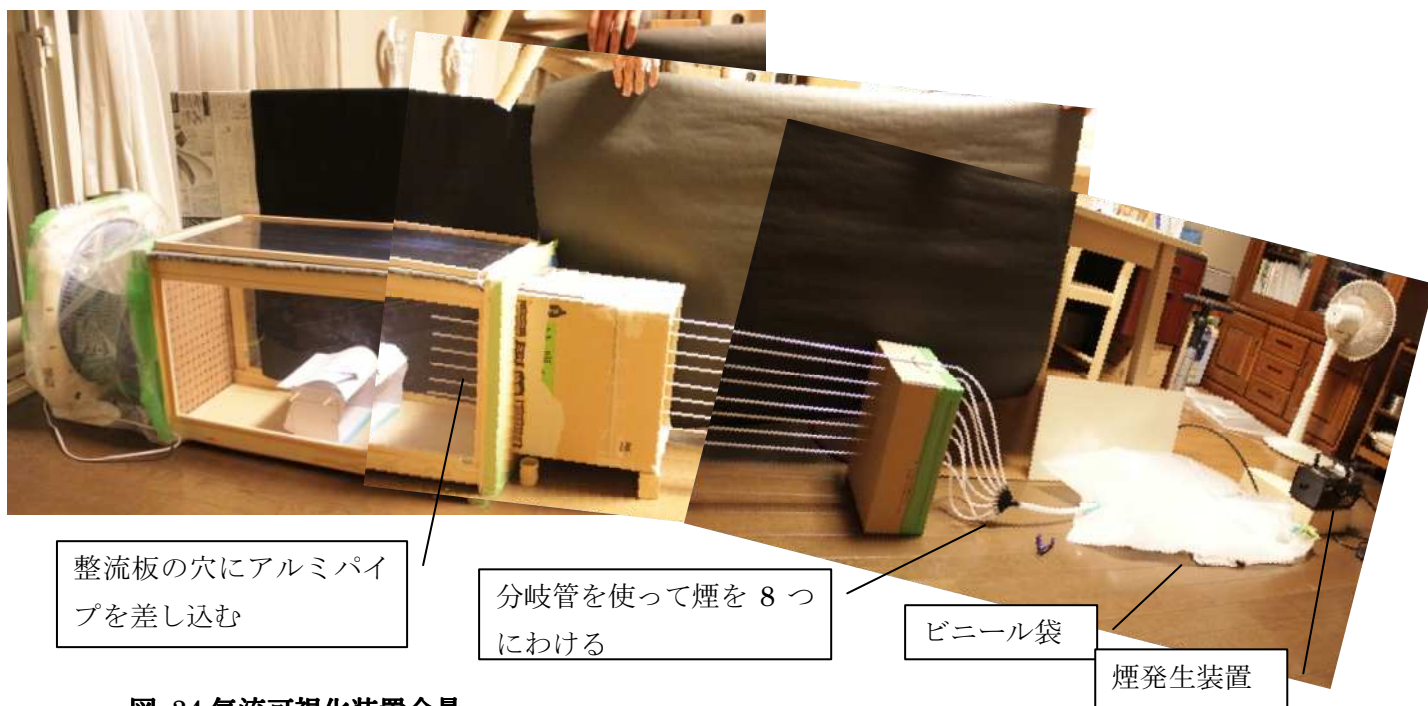 整流板の穴にアルミパイ
プを差し込む
分岐管を使って煙を 8 つ
にわける
ビニール袋
煙発生装置
図 24 気流可視化装置全景